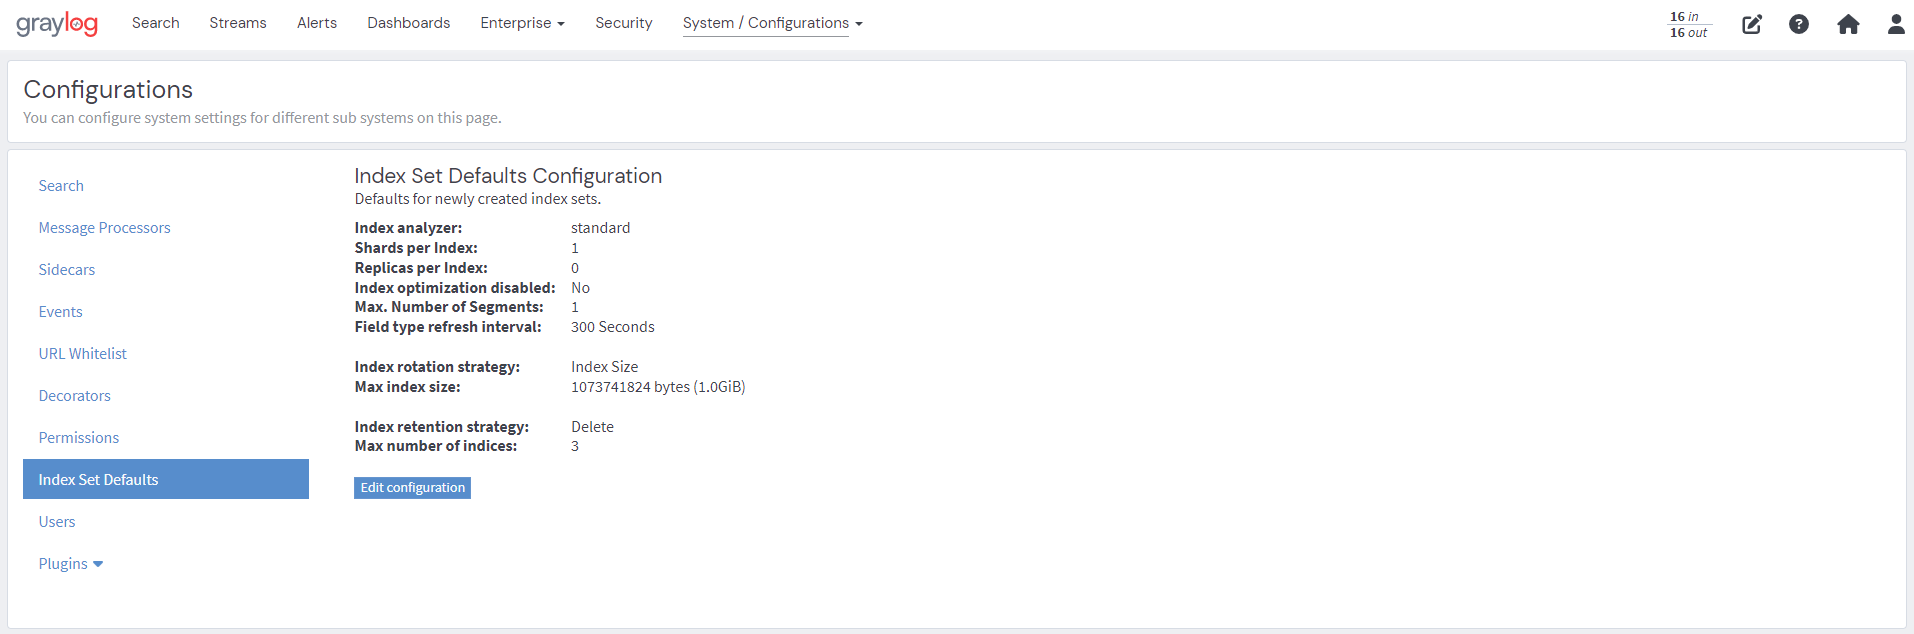 graylog Search Streams Alerts Dashboards Enterprise Security System / Configurations 16 in
16 out
Configurations
You can configure system settings for different sub systems on this page.
Search
Message Processors
Sidecars
Events
URL Whitelist
Decorators
Permissions
Index Set Defaults
Users
Plugins
Index Set Defaults Configuration
Defaults for newly created index sets.
Index analyzer: standard
Shards per Index: 1
Replicas per Index: 0
Index optimization disabled: No
Max. Number of Segments: 1
Field type refresh interval: 300 Seconds
Index rotation strategy: Index Size
Max index size: 1073741824 bytes (1.0GiB)
Index retention strategy: Delete
Max number of indices: 3
Edit configuration